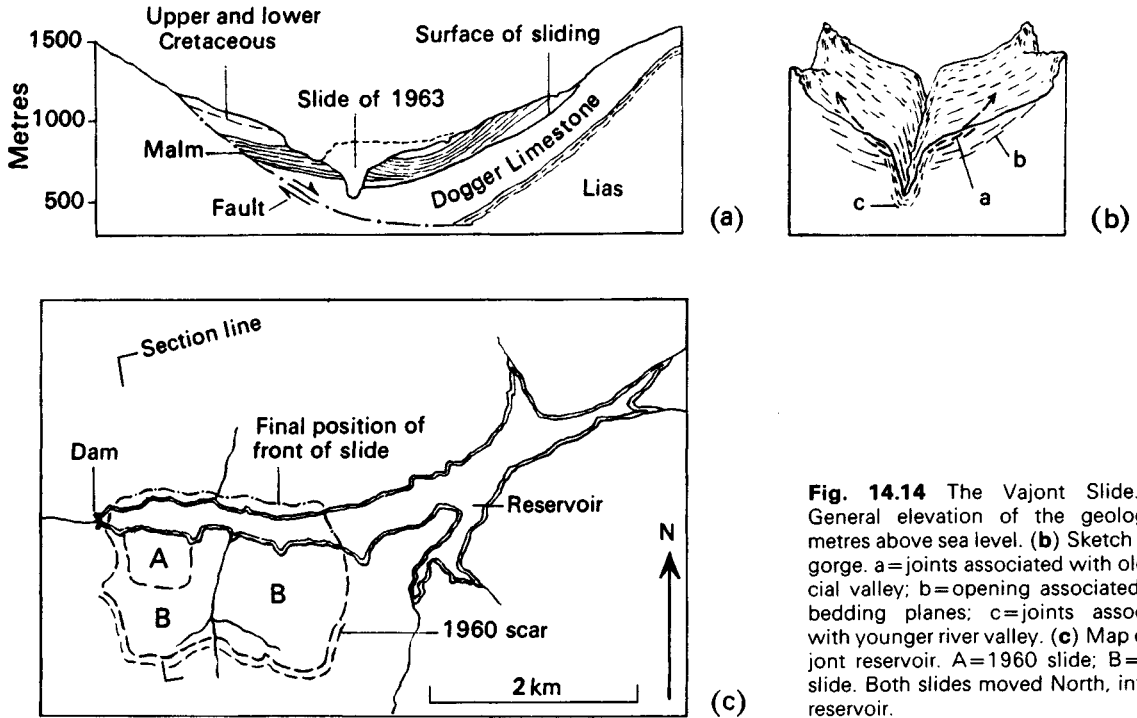 Upper and lower
Cretaceous
Surface of sliding
1500
Slide of 1963
1000
Metres
Malm
Dogger Limestone
Lias
500
Fault
(a)
b
a
c
(b)
Section line
Final position of
front of slide
Dam
Reservoir
N
A
B
B
1960 scar
2 km
(c)
Fig. 14.14 The Vajont Slide.
General elevation of the geolog
metres above sea level. (b) Sketch
gorge. a=joints associated with ol
cial valley; b=opening associated
bedding planes; c=joints asso
with younger river valley. (c) Map
jont reservoir. A=1960 slide; B=
slide. Both slides moved North, in
reservoir.